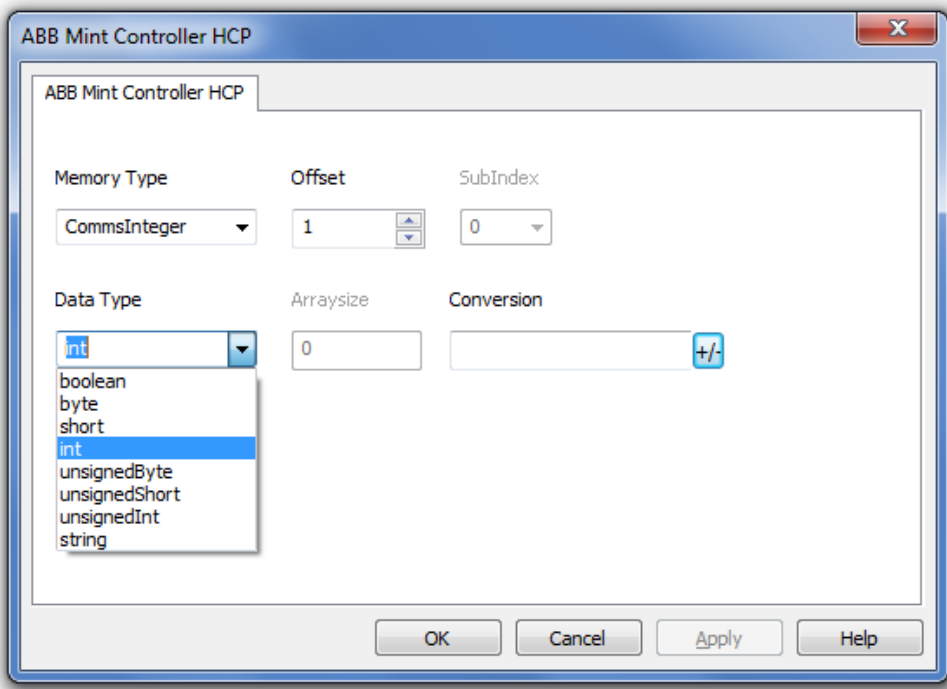 ABB Mint Controller HCP
ABB Mint Controller HCP
Memory Type Offset SubIndex
CommsInteger 1 0
Data Type Arraysize Conversion
int 0 +/-
boolean
byte
short
int
unsignedByte
unsignedShort
unsignedInt
string
OK Cancel Apply Help